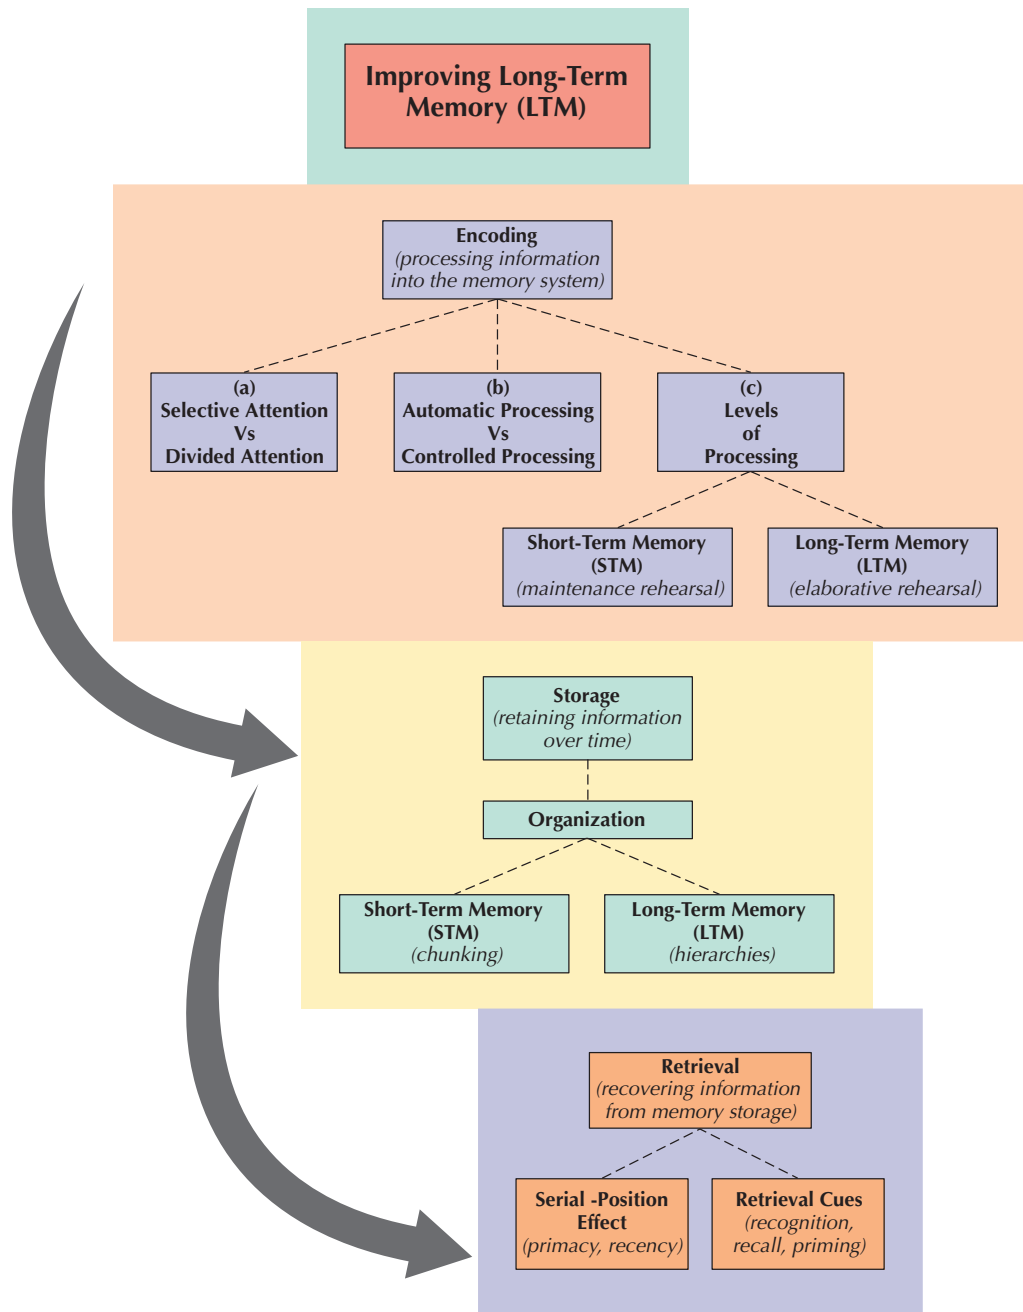 Improving Long-Term
Memory (LTM)
Encoding
(processing information
into the memory system)
(a)
Selective Attention
Vs
Divided Attention
(b)
Automatic Processing
Vs
Controlled Processing
(c)
Levels
of
Processing
Short-Term Memory
(STM)
(maintenance rehearsal)
Long-Term Memory
(LTM)
(elaborative rehearsal)
Storage
(retaining information
over time)
Organization
Short-Term Memory
(STM)
(chunking)
Long-Term Memory
(LTM)
(hierarchies)
Retrieval
(recovering information
from memory storage)
Serial -Position
Effect
(primacy, recency)
Retrieval Cues
(recognition,
recall, priming)